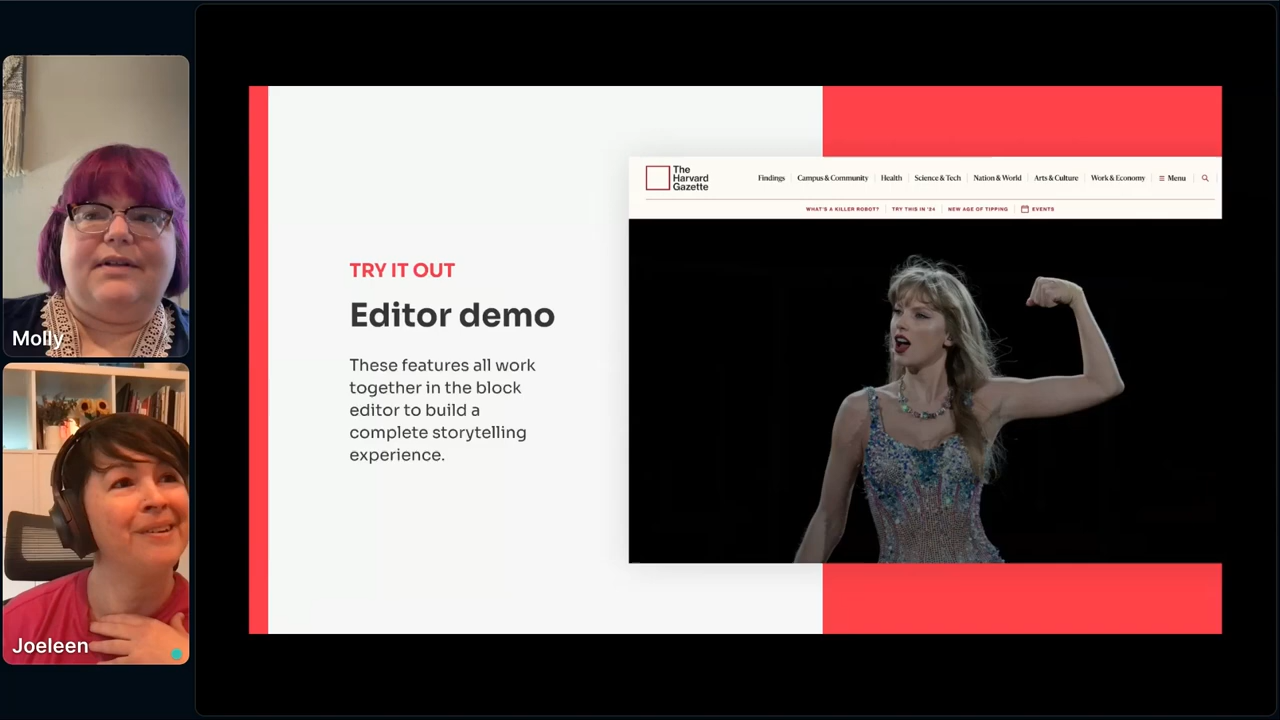 Molly
Joeleen
TRY IT OUT
Editor demo
These features all work
together in the block
editor to build a
complete storytelling
experience.
The
Harvard
Gazette
Findings
Campus & Community
Health
Science & Tech
Nation & World
Arts & Culture
Work & Economy
Menu
WHAT'S A KILLER ROBOT?
TRY THIS IN '24
NEW AGE OF TIPPING
EVENTS